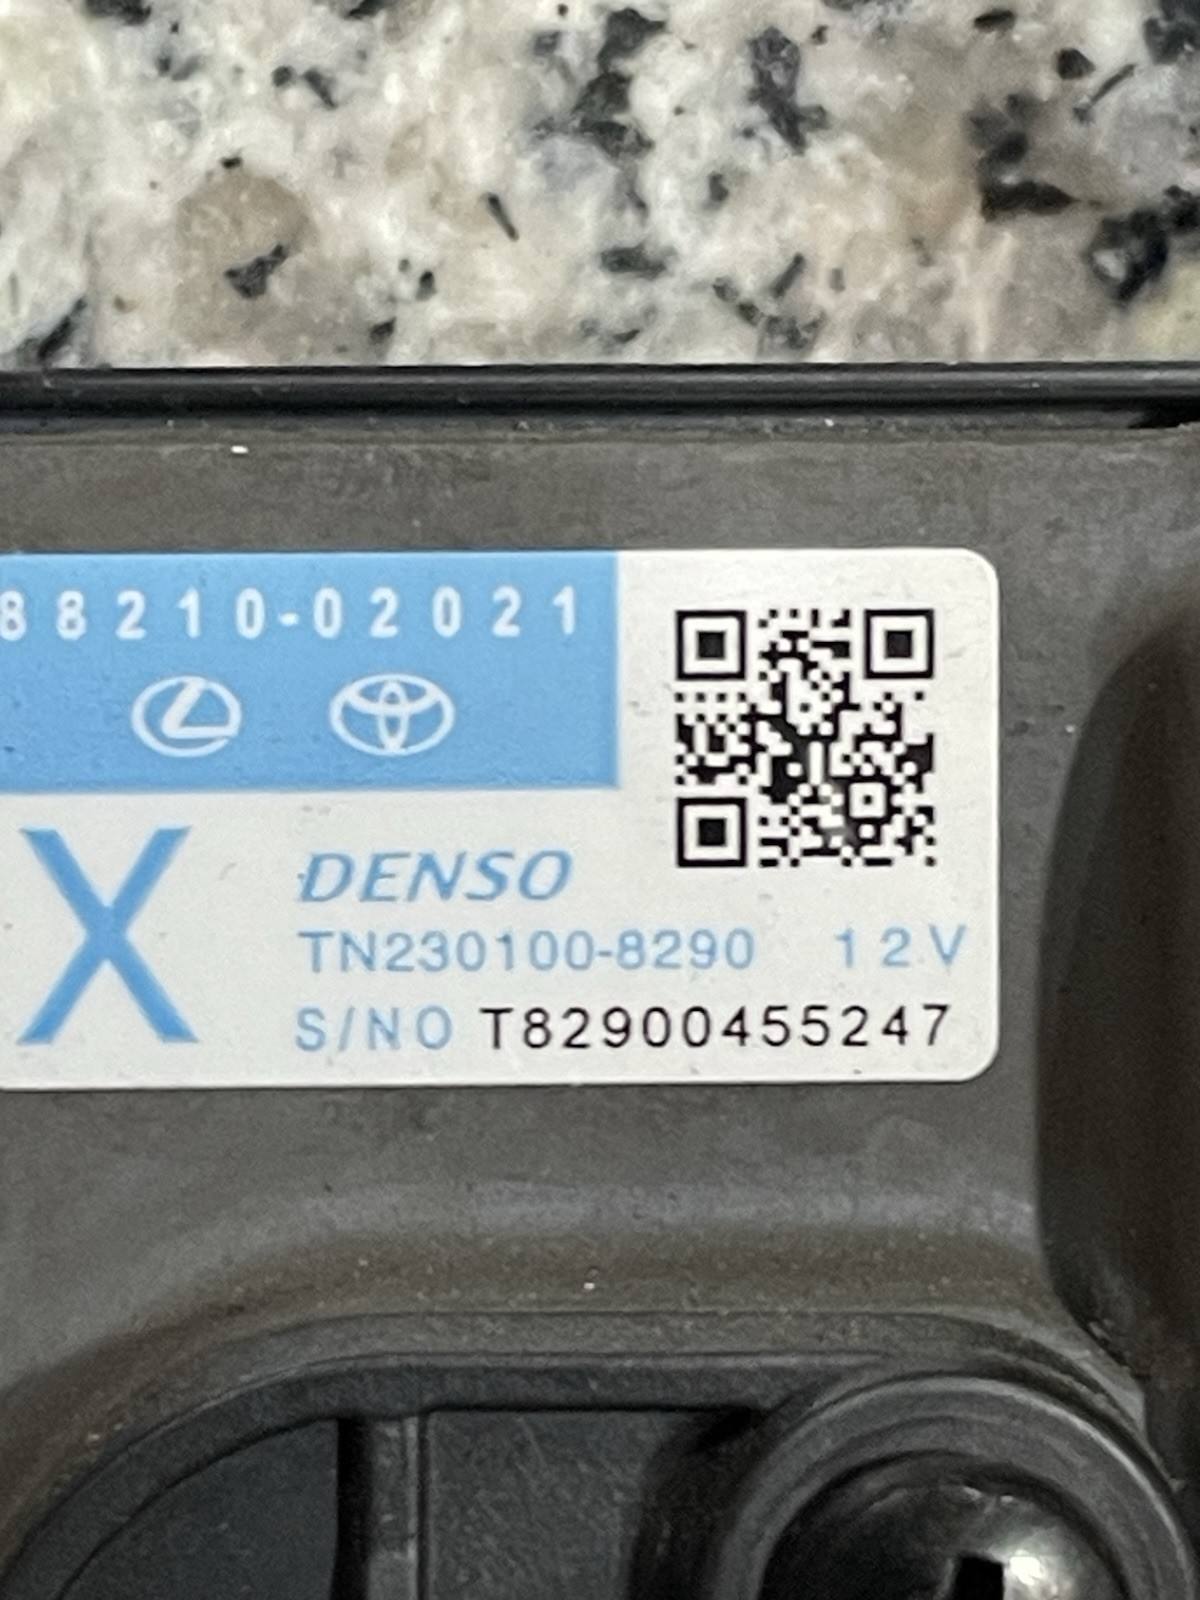 88210-02021
X
DENSO
TN230100-8290 12V
S/NO T82900455247